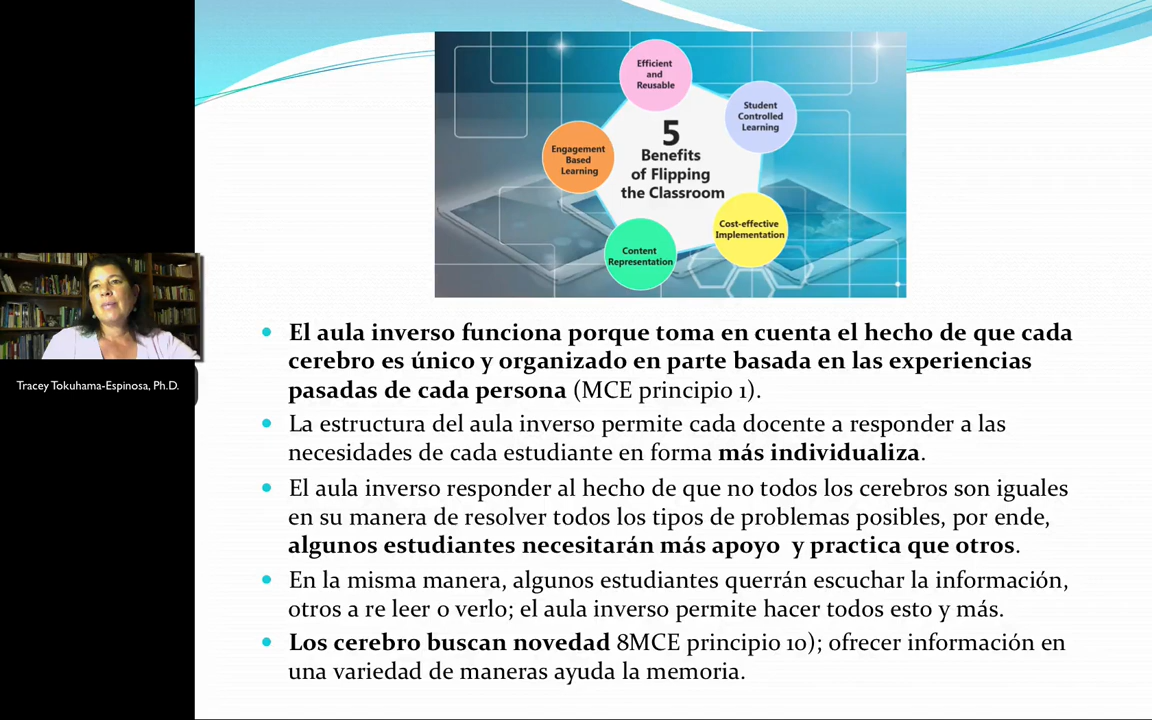 Efficient
and
Reusable
Student
Controlled
Learning
5
Benefits
of Flipping
the Classroom
Engagement
Based
Learning
Cost-effective
Implementation
Content
Representation
Tracey Tokuhama-Espinosa, Ph.D.
El aula inverso funciona porque toma en cuenta el hecho de que cada
cerebro es único y organizado en parte basada en las experiencias
pasadas de cada persona (MCE principio 1).
La estructura del aula inverso permite cada docente a responder a las
necesidades de cada estudiante en forma más individualiza.
El aula inverso responder al hecho de que no todos los cerebros son iguales
en su manera de resolver todos los tipos de problemas posibles, por ende,
algunos estudiantes necesitarán más apoyo y practica que otros.
En la misma manera, algunos estudiantes querrán escuchar la información,
otros a re leer o verlo; el aula inverso permite hacer todos esto y más.
Los cerebro buscan novedad 8MCE principio 10); ofrecer información en
una variedad de maneras ayuda la memoria.